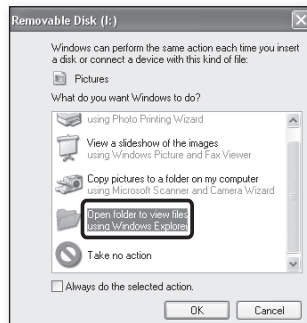 Removable Disk (I:)
Windows can perform the same action each time you insert
a disk or connect a device with this kind of file:
Pictures
What do you want Windows to do?
using Photo Printing Wizard
View a slideshow of the images
using Windows Picture and Fax Viewer
Copy pictures to a folder on my computer
using Microsoft Scanner and Camera Wizard
Open folder to view files
using Windows Explorer
Take no action
Always do the selected action.
OK
Cancel